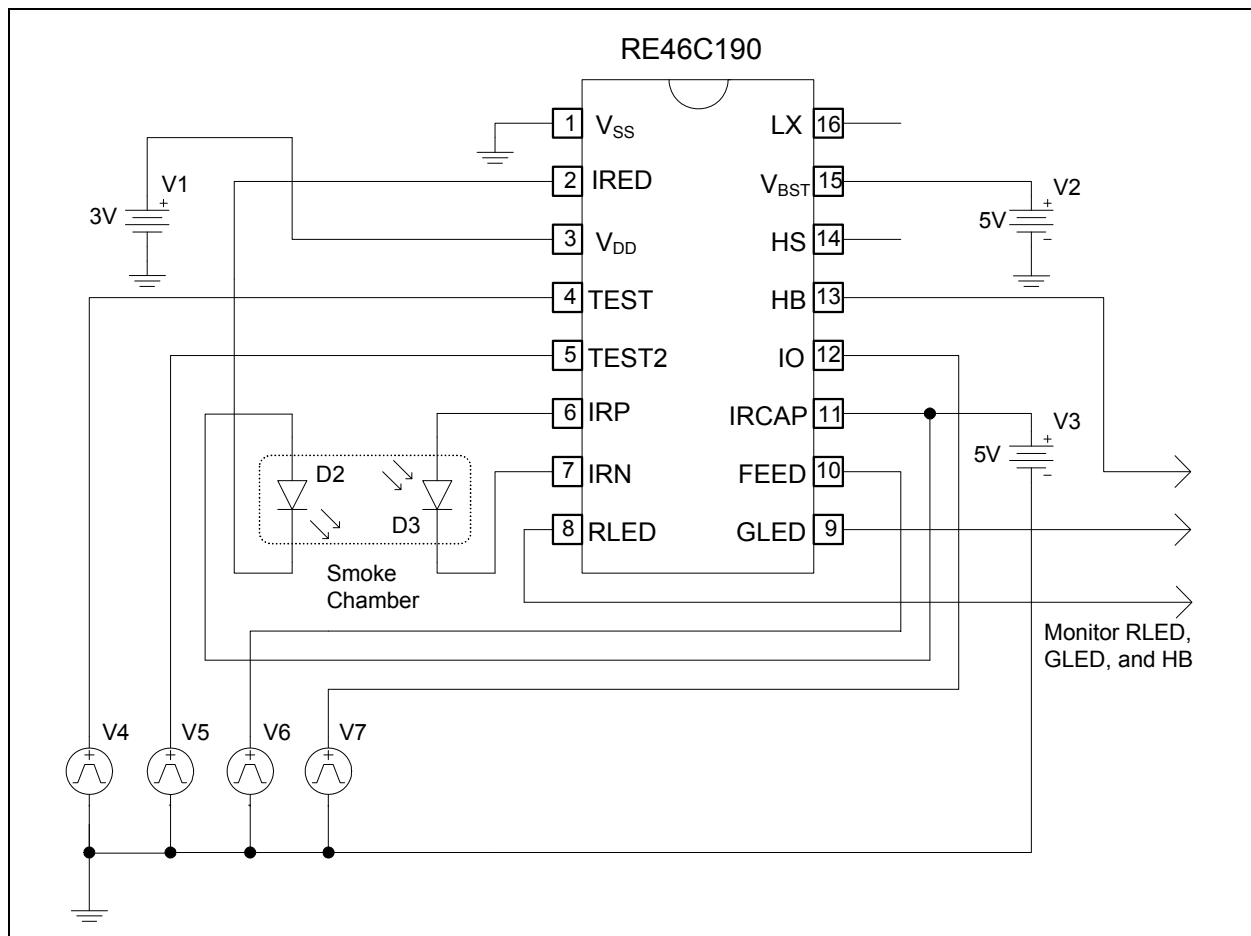 RE46C190
1 VSS
LX 16
2 IRED
VBST 15
3 VDD
HS 14
4 TEST
HB 13
5 TEST2
IO 12
6 IRP
IRCAP 11
7 IRN
FEED 10
8 RLED
GLED 9
V1
+
3V
V2
+
5V
–
V3
+
5V
–
D2
D3
Smoke
Chamber
Monitor RLED,
GLED, and HB
V4
+
V5
+
V6
+
V7
+